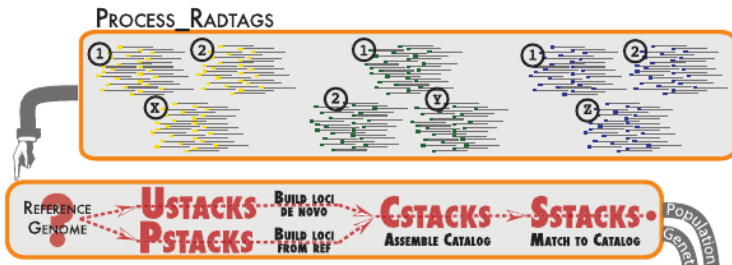 PROCESS_RADTAGS
1 2 1 1 2
X 2 Y Z
REFERENCE GENOME
?
USTACKS
BUILD LOCI
DE NOVO
PSTACKS
BUILD LOCI
FROM REF
CSTACKS
ASSEMBLE CATALOG
SSTACKS
MATCH TO CATALOG
Population
Genet